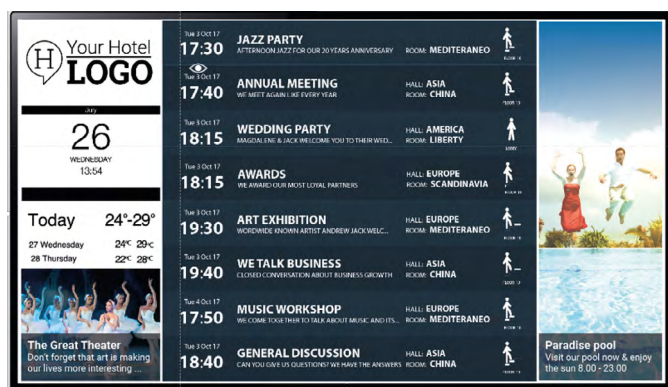 H
Your Hotel
LOGO
July
26
WEDNESDAY
13:54
Today 24°-29°
27 Wednesday 24°C 29°C
28 Thursday 22°C 28°C
The Great Theater
Don't forget that art is making
our lives more interesting ...
Tue 3 Oct 17
17:30
JAZZ PARTY
AFTERNOON JAZZ FOR OUR 20 YEARS ANNIVERSARY
ROOM: MEDITERANEO
FLOOR 10
Tue 3 Oct 17
17:40
ANNUAL MEETING
WE MEET AGAIN LIKE EVERY YEAR
HALL: ASIA
ROOM: CHINA
FLOOR 13
Tue 3 Oct 17
18:15
WEDDING PARTY
MAGDALENE & JACK WELCOME YOU TO THEIR WED...
HALL: AMERICA
ROOM: LIBERTY
Tue 3 Oct 17
18:15
AWARDS
WE AWARD OUR MOST LOYAL PARTNERS
HALL: EUROPE
ROOM: SCANDINAVIA
Tue 3 Oct 17
19:30
ART EXHIBITION
WORDWIDE KNOWN ARTIST ANDREW JACK WELC...
HALL: EUROPE
ROOM: MEDITERANEO
Tue 3 Oct 17
19:40
WE TALK BUSINESS
CLOSED CONVERSATION ABOUT BUSINESS GROWTH
HALL: ASIA
ROOM: CHINA
Tue 4 Oct 17
17:50
MUSIC WORKSHOP
WE COME TOGETHER TO TALK ABOUT MUSIC AND ITS...
HALL: EUROPE
ROOM: MEDITERANEO
Tue 3 Oct 17
18:40
GENERAL DISCUSSION
CAN YOU GIVE US QUESTIONS? WE HAVE THE ANSWERS
HALL: ASIA
ROOM: CHINA
Paradise pool
Visit our pool now & enjoy
the sun 8.00 - 23.00